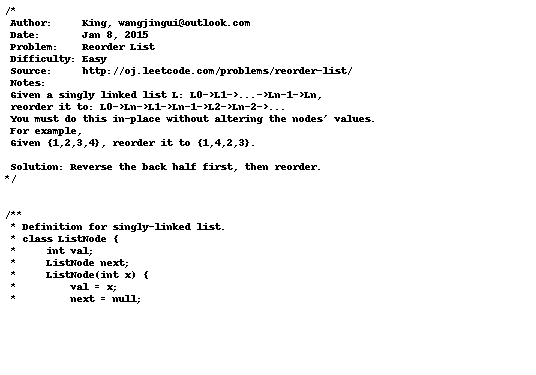 /*
 Author:     King, wangjingui@outlook.com
 Date:       Jan 8, 2015
 Problem:    Reorder List
 Difficulty: Easy
 Source:     http://oj.leetcode.com/problems/reorder-list/
 Notes:
 Given a singly linked list L: L0->L1->...->Ln-1->Ln,
 reorder it to: L0->Ln->L1->Ln-1->L2->Ln-2->...
 You must do this in-place without altering the nodes' values.
 For example,
 Given {1,2,3,4}, reorder it to {1,4,2,3}.
 Solution: Reverse the back half first, then reorder.
*/
/**
 * Definition for singly-linked list.
 * class ListNode {
 *     int val;
 *     ListNode next;
 *     ListNode(int x) {
 *         val = x;
 *         next = null;